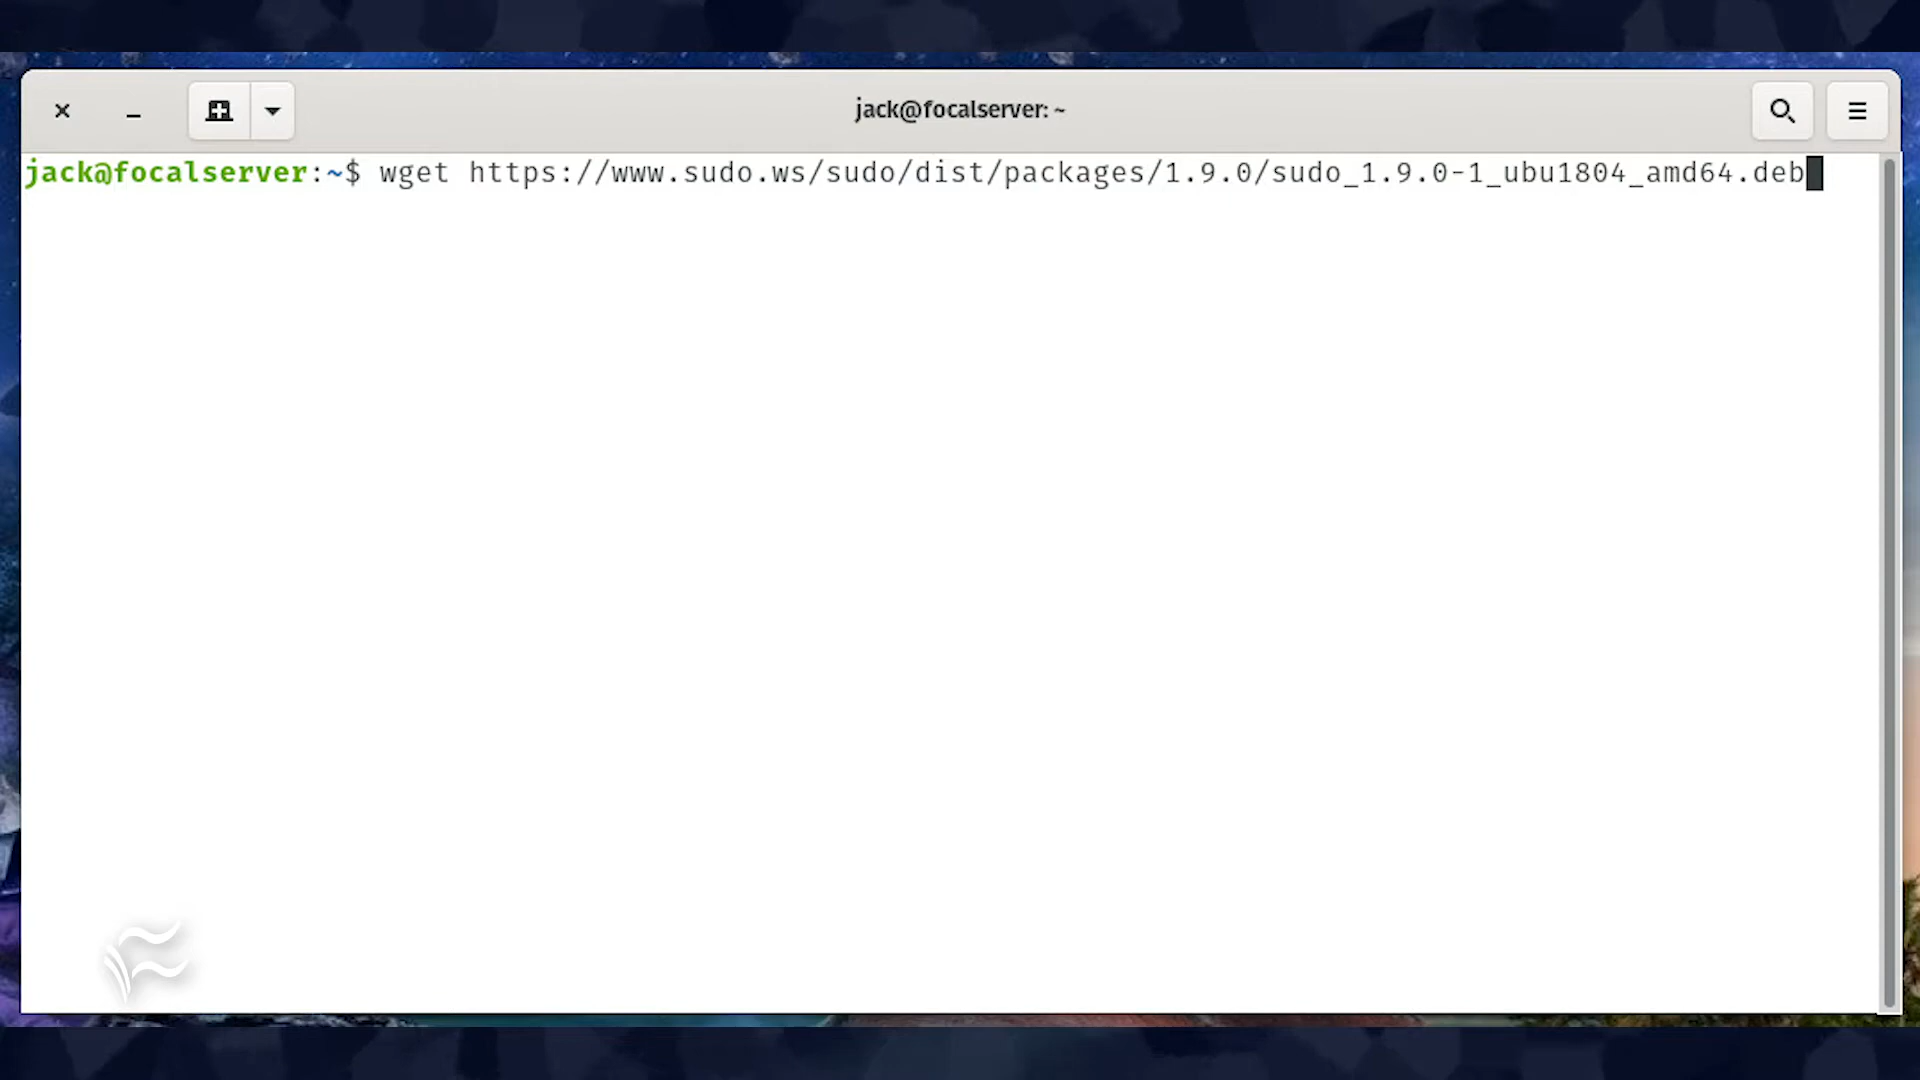 jack@focalserver: ~
jack@focalserver:~$ wget https://www.sudo.ws/sudo/dist/packages/1.9.0/sudo_1.9.0-1_ubu1804_amd64.deb